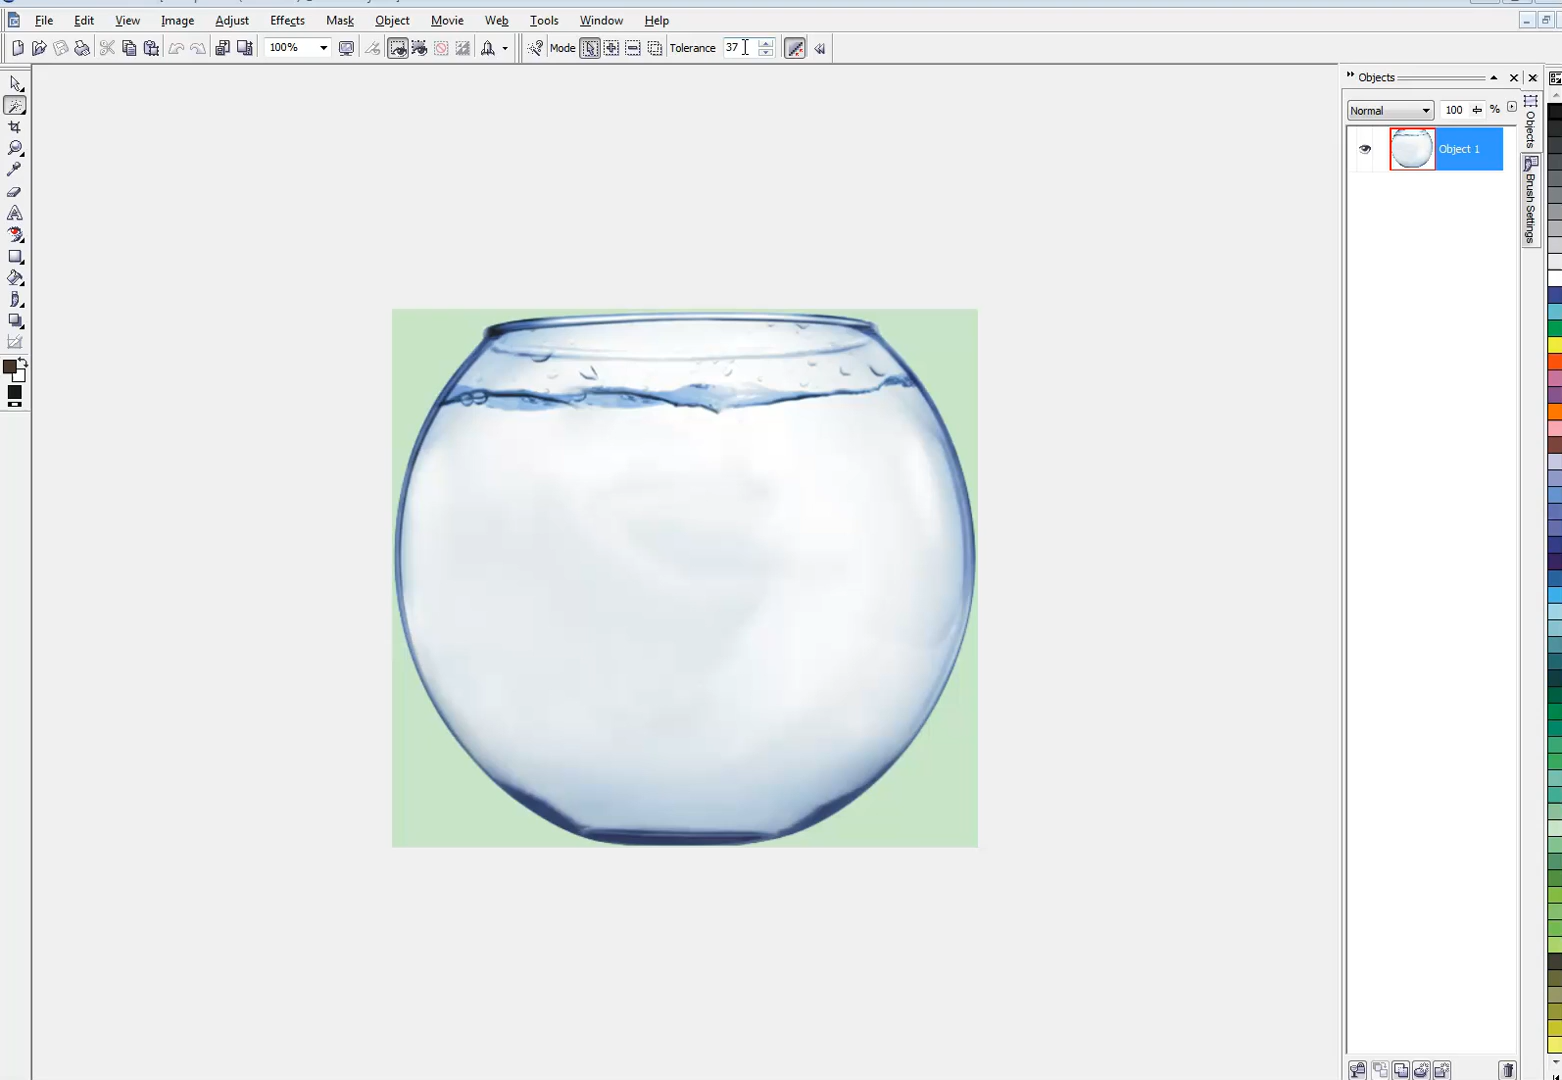 File Edit View Image Adjust Effects Mask Object Movie Web Tools Window Help
100% Mode Tolerance 37
Objects
Normal 100 %
Object 1
Objects
Brush Settings